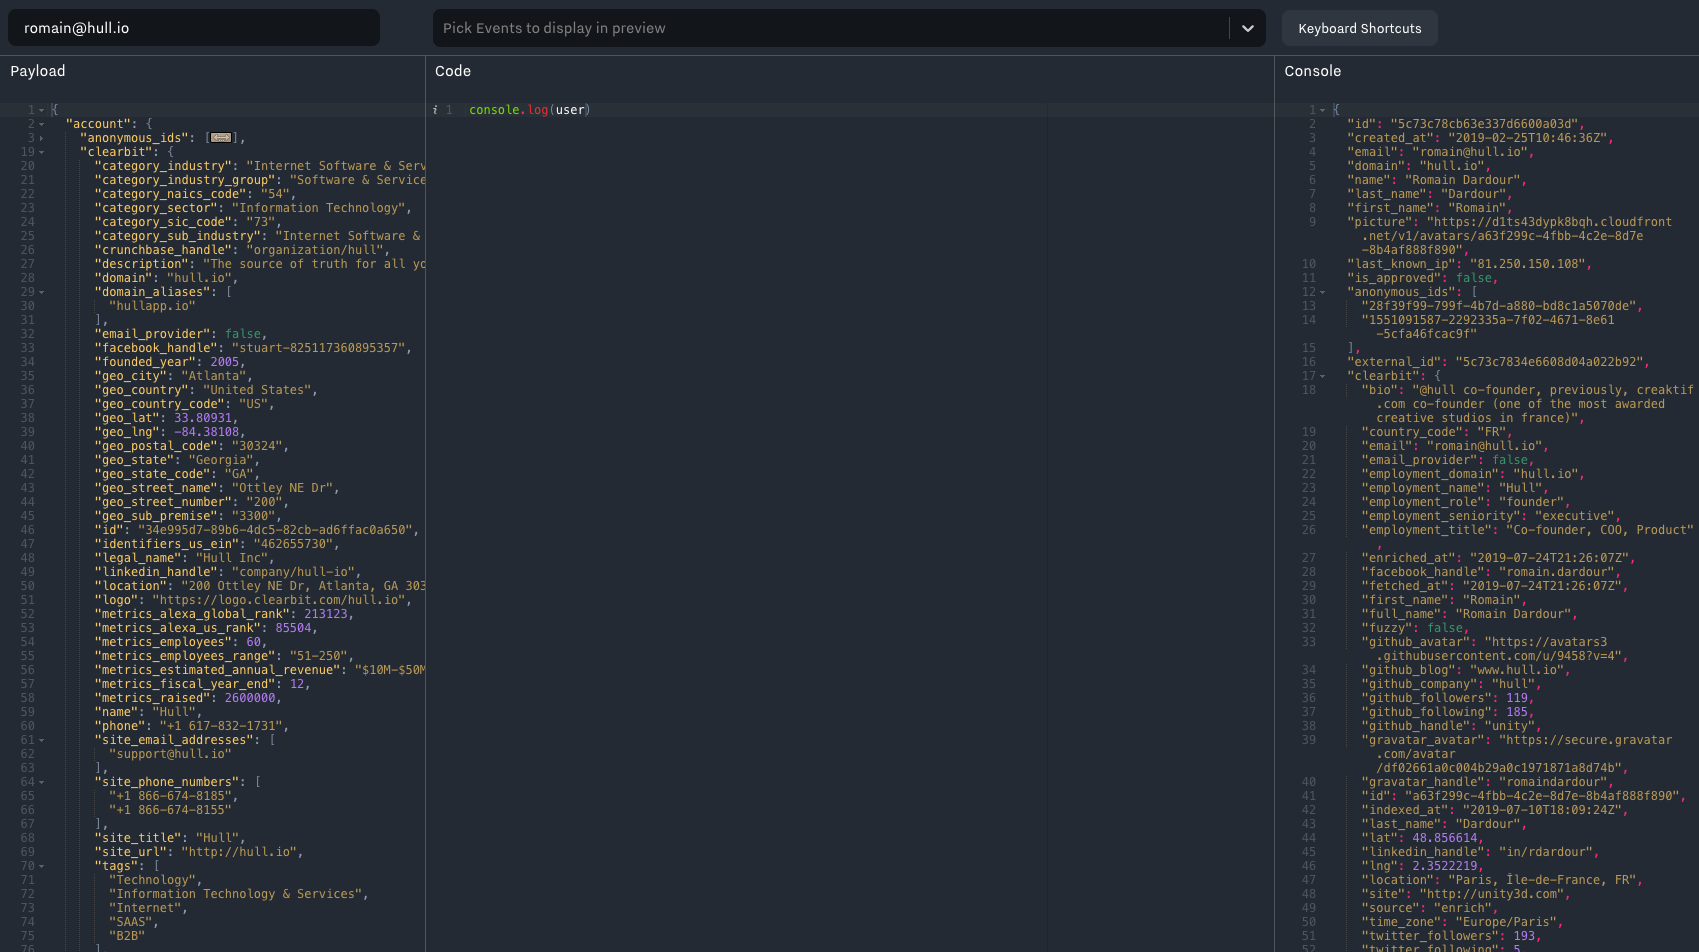 romain@hull.io
Pick Events to display in preview
Keyboard Shortcuts
Payload
1 {
2 "account": {
3 "anonymous_ids": [ ],
19 "clearbit": {
20 "category_industry": "Internet Software & Serv
21 "category_industry_group": "Software & Service
22 "category_naics_code": "54",
23 "category_sector": "Information Technology",
24 "category_sic_code": "73",
25 "category_sub_industry": "Internet Software &
26 "crunchbase_handle": "organization/hull",
27 "description": "The source of truth for all yo
28 "domain": "hull.io",
29 "domain_aliases": [
30 "hullapp.io"
31 ],
32 "email_provider": false,
33 "facebook_handle": "stuart-825117360895357",
34 "founded_year": 2005,
35 "geo_city": "Atlanta",
36 "geo_country": "United States",
37 "geo_country_code": "US",
38 "geo_lat": 33.80931,
39 "geo_lng": -84.38108,
40 "geo_postal_code": "30324",
41 "geo_state": "Georgia",
42 "geo_state_code": "GA",
43 "geo_street_name": "Ottley NE Dr",
44 "geo_street_number": "200",
45 "geo_sub_premise": "3300",
46 "id": "34e995d7-89b6-4dc5-82cb-ad6ffac0a650",
47 "identifiers_us_ein": "462655730",
48 "legal_name": "Hull Inc",
49 "linkedin_handle": "company/hull-io",
50 "location": "200 Ottley NE Dr, Atlanta, GA 303
51 "logo": "https://logo.clearbit.com/hull.io",
52 "metrics_alexa_global_rank": 213123,
53 "metrics_alexa_us_rank": 85504,
54 "metrics_employees": 60,
55 "metrics_employees_range": "51-250",
56 "metrics_estimated_annual_revenue": "$10M-$50M
57 "metrics_fiscal_year_end": 12,
58 "metrics_raised": 2600000,
59 "name": "Hull",
60 "phone": "+1 617-832-1731",
61 "site_email_addresses": [
62 "support@hull.io"
63 ],
64 "site_phone_numbers": [
65 "+1 866-674-8185",
66 "+1 866-674-8155"
67 ],
68 "site_title": "Hull",
69 "site_url": "http://hull.io",
70 "tags": [
71 "Technology",
72 "Information Technology & Services",
73 "Internet",
74 "SAAS",
75 "B2B"
76 ],
Code
i 1 console.log(user)
Console
1 {
2 "id": "5c73c78cb63e337d6600a03d",
3 "created_at": "2019-02-25T10:46:36Z",
4 "email": "romain@hull.io",
5 "domain": "hull.io",
6 "name": "Romain Dardour",
7 "last_name": "Dardour",
8 "first_name": "Romain",
9 "picture": "https://d1ts43dypk8bqh.cloudfront
.net/v1/avatars/a63f299c-4fbb-4c2e-8d7e
-8b4af888f890",
10 "last_known_ip": "81.250.150.108",
11 "is_approved": false,
12 "anonymous_ids": [
13 "28f39f99-799f-4b7d-a880-bd8c1a5070de",
14 "1551091587-2292335a-7f02-4671-8e61
-5cfa46fcac9f"
15 ],
16 "external_id": "5c73c7834e6608d04a022b92",
17 "clearbit": {
18 "bio": "@hull co-founder, previously, creaktif
.com co-founder (one of the most awarded
creative studios in france)",
19 "country_code": "FR",
20 "email": "romain@hull.io",
21 "email_provider": false,
22 "employment_domain": "hull.io",
23 "employment_name": "Hull",
24 "employment_role": "founder",
25 "employment_seniority": "executive",
26 "employment_title": "Co-founder, COO, Product"
,
27 "enriched_at": "2019-07-24T21:26:07Z",
28 "facebook_handle": "romain.dardour",
29 "fetched_at": "2019-07-24T21:26:07Z",
30 "first_name": "Romain",
31 "full_name": "Romain Dardour",
32 "fuzzy": false,
33 "github_avatar": "https://avatars3
.githubusercontent.com/u/9458?v=4",
34 "github_blog": "www.hull.io",
35 "github_company": "hull",
36 "github_followers": 119,
37 "github_following": 185,
38 "github_handle": "unity",
39 "gravatar_avatar": "https://secure.gravatar
.com/avatar
/df02661a0c004b29a0c1971871a8d74b",
40 "gravatar_handle": "romaindardour",
41 "id": "a63f299c-4fbb-4c2e-8d7e-8b4af888f890",
42 "indexed_at": "2019-07-10T18:09:24Z",
43 "last_name": "Dardour",
44 "lat": 48.856614,
45 "linkedin_handle": "in/rdardour",
46 "lng": 2.3522219,
47 "location": "Paris, Île-de-France, FR",
48 "site": "http://unity3d.com",
49 "source": "enrich",
50 "time_zone": "Europe/Paris",
51 "twitter_followers": 193,
52 "twitter_following": 5